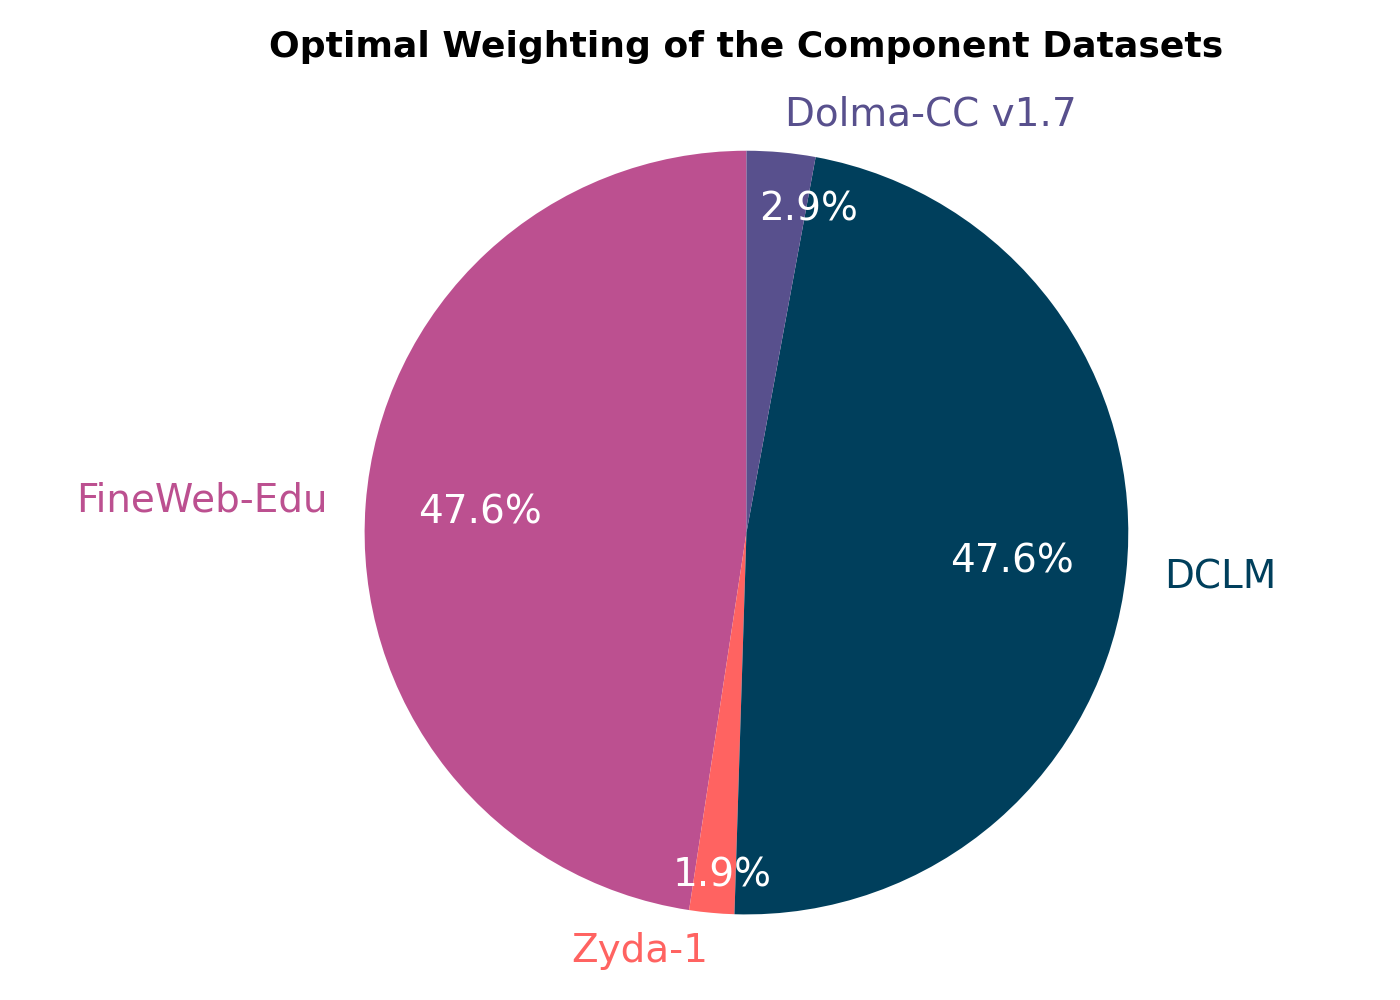 Optimal Weighting of the Component Datasets
Dolma-CC v1.7
2.9%
FineWeb-Edu
47.6%
47.6%
DCLM
1.9%
Zyda-1